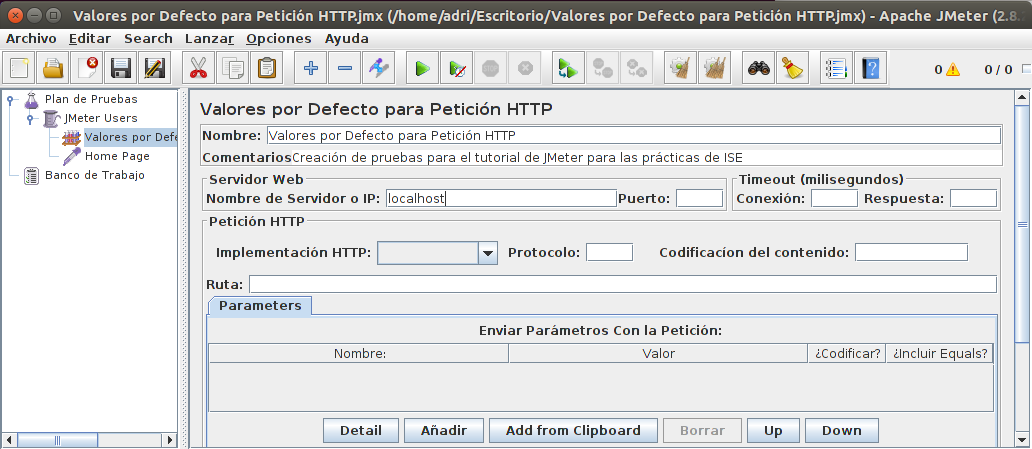 Valores por Defecto para Petición HTTP.jmx (/home/adri/Escritorio/Valores por Defecto para Petición HTTP.jmx) - Apache JMeter (2.8.
Archivo Editar Search Lanzar Opciones Ayuda
0 0 / 0
Plan de Pruebas
JMeter Users
Valores por Defe
Home Page
Banco de Trabajo
Valores por Defecto para Petición HTTP
Nombre: Valores por Defecto para Petición HTTP
Comentarios Creación de pruebas para el tutorial de JMeter para las prácticas de ISE
Servidor Web
Nombre de Servidor o IP: localhost Puerto:
Timeout (milisegundos)
Conexión: Respuesta:
Petición HTTP
Implementación HTTP: Protocolo: Codificacíon del contenido:
Ruta:
Parameters
Enviar Parámetros Con la Petición:
Nombre: Valor ¿Codificar? ¿Incluir Equals?
Detail Añadir Add from Clipboard Borrar Up Down